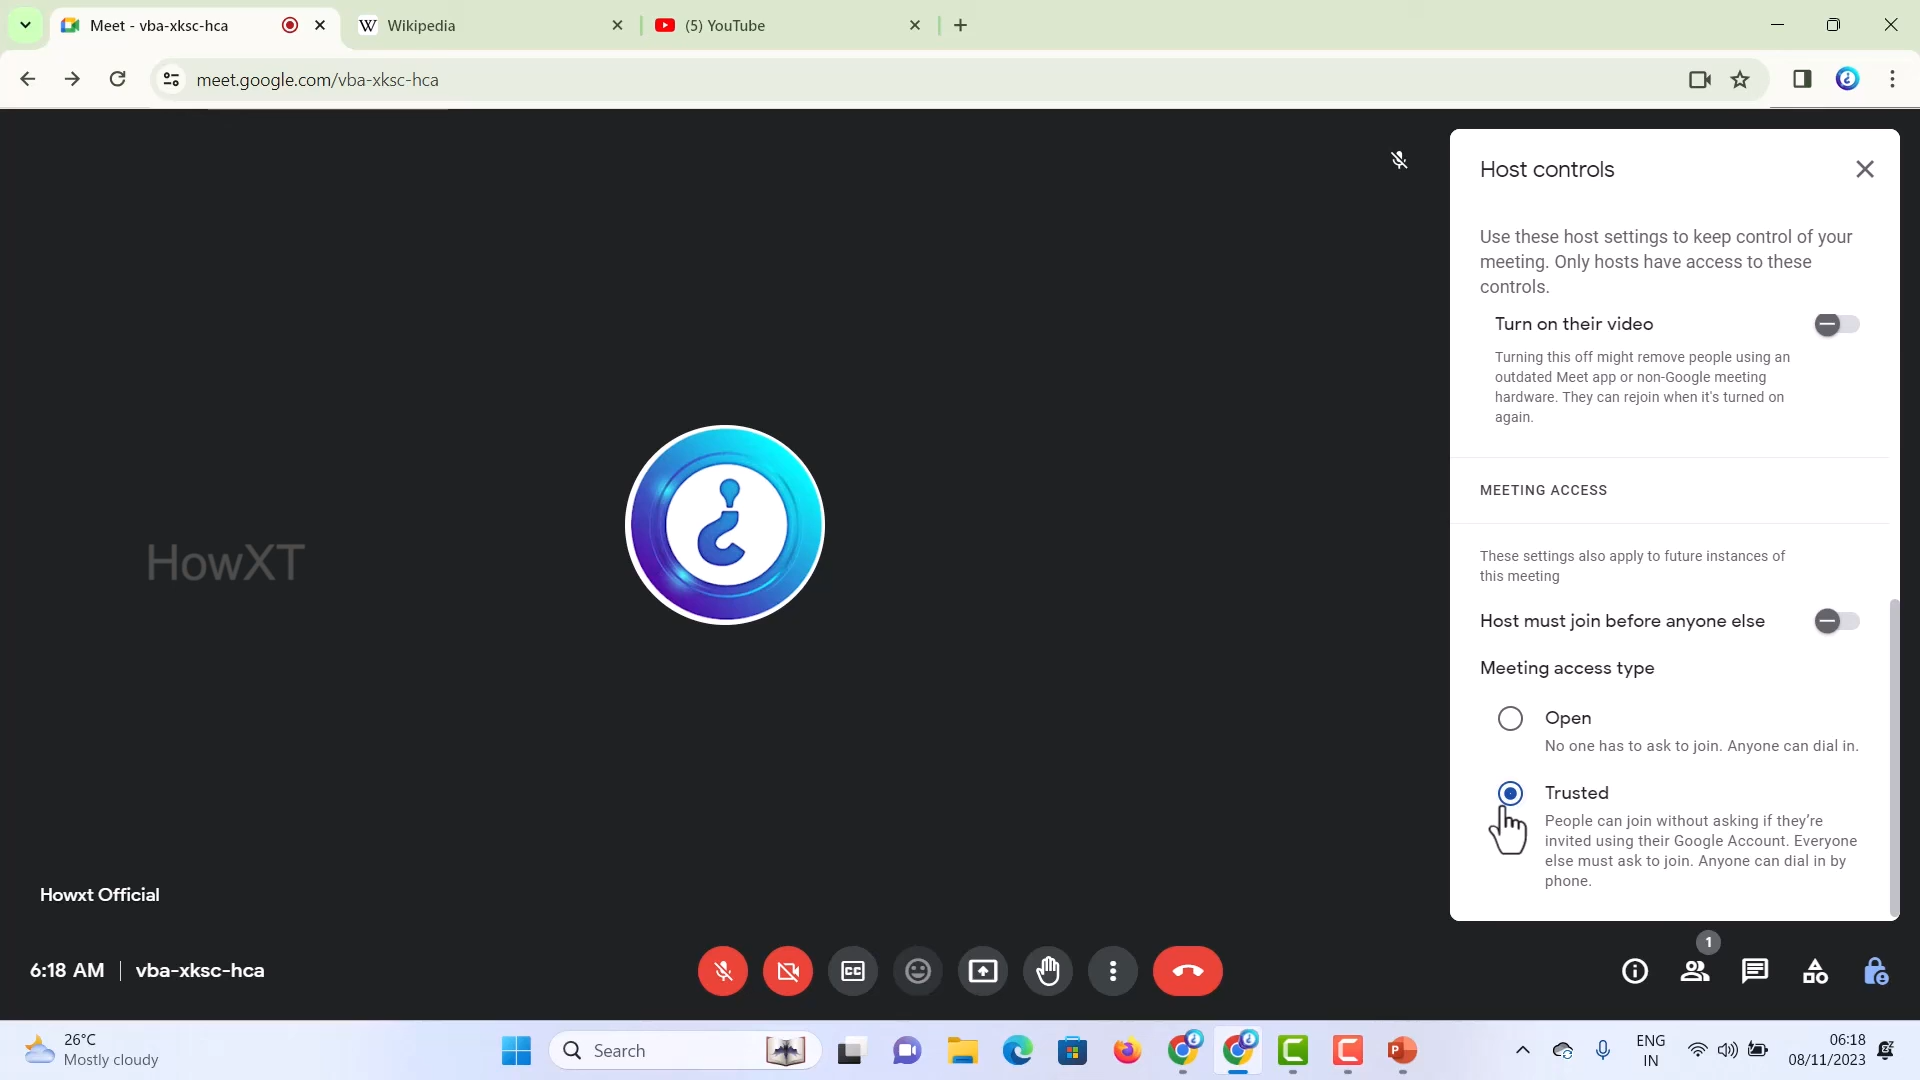 Meet - vba-xksc-hca
Wikipedia
(5) YouTube
meet.google.com/vba-xksc-hca
Host controls
Use these host settings to keep control of your
meeting. Only hosts have access to these
controls.
Turn on their video
Turning this off might remove people using an
outdated Meet app or non-Google meeting
hardware. They can rejoin when it's turned on
again.
MEETING ACCESS
These settings also apply to future instances of
this meeting
Host must join before anyone else
Meeting access type
Open
No one has to ask to join. Anyone can dial in.
Trusted
People can join without asking if they're
invited using their Google Account. Everyone
else must ask to join. Anyone can dial in by
phone.
HowXT
Howxt Official
6:18 AM | vba-xksc-hca
CC
1
26°C
Mostly cloudy
Search
ENG
IN
06:18
08/11/2023